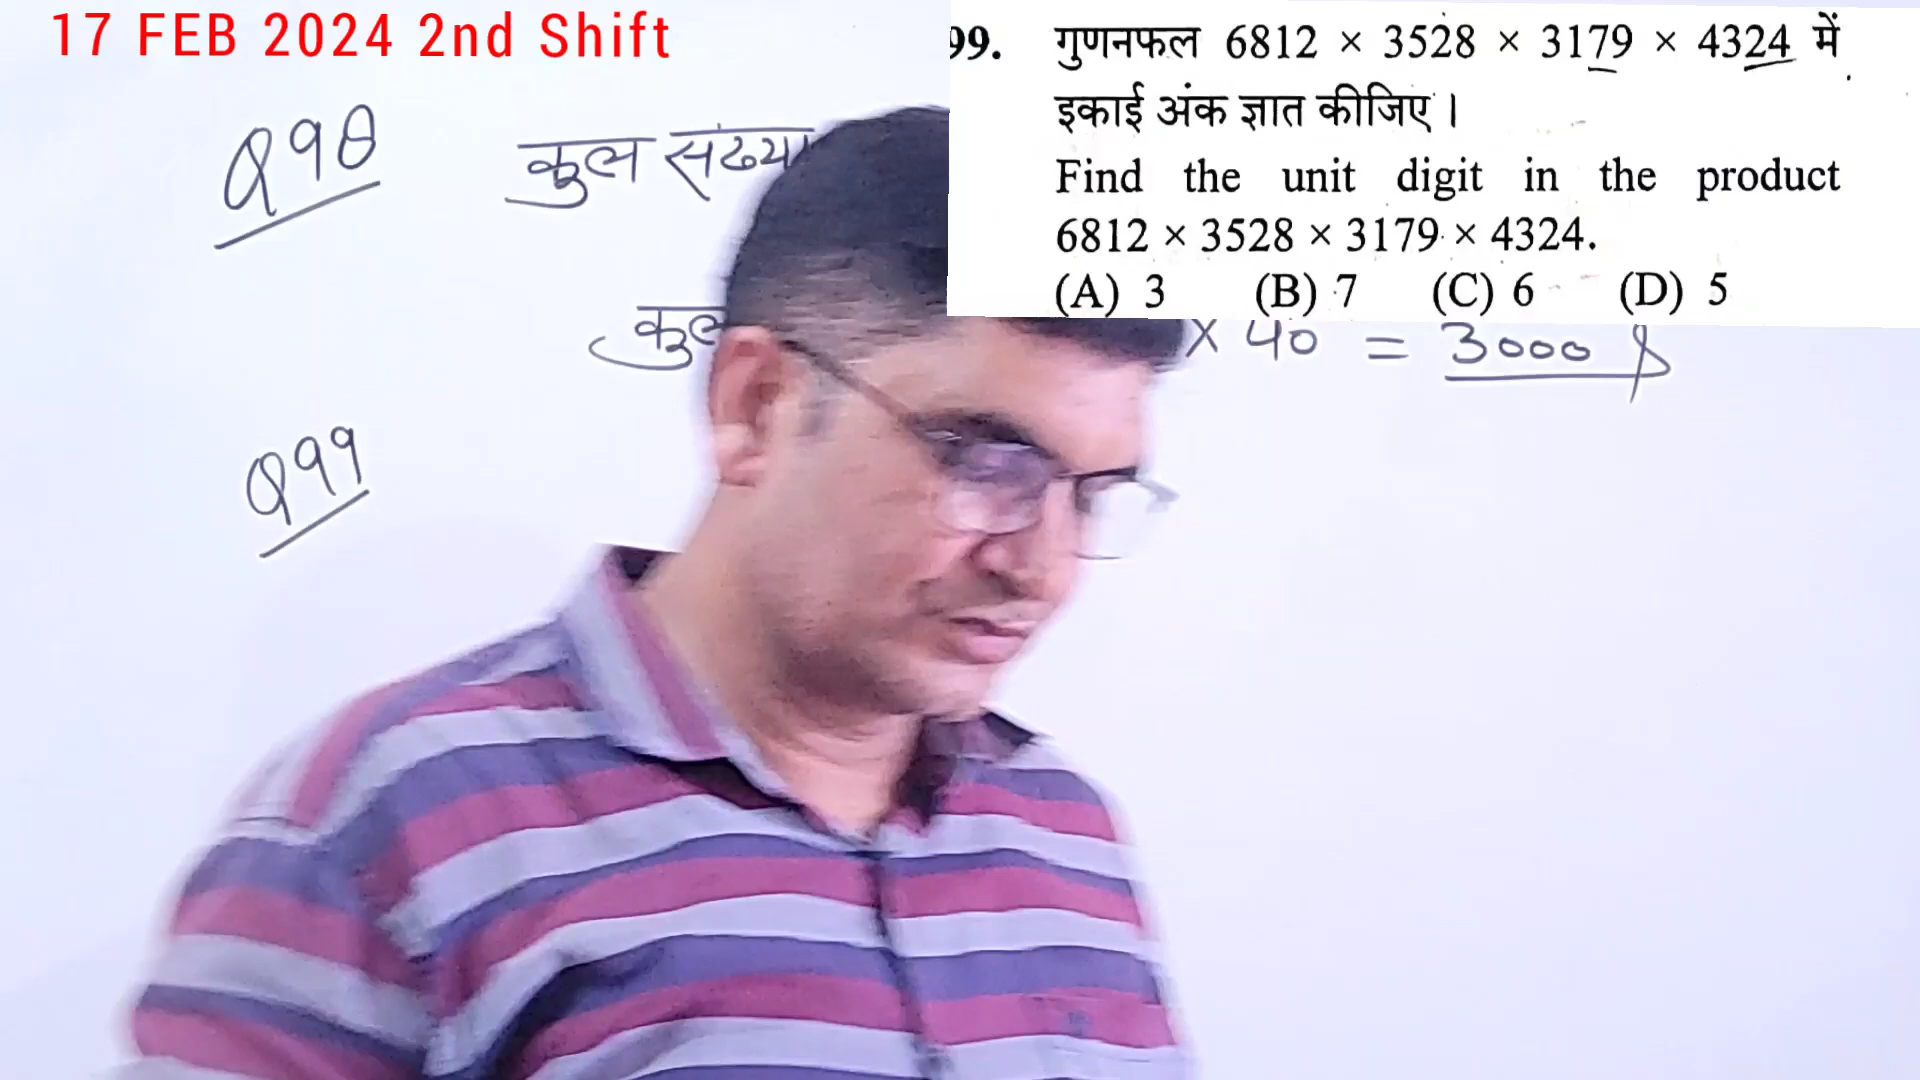 17 FEB 2024 2nd Shift
99. गुणनफल 6812 × 3528 × 3179 × 4324 में
इकाई अंक ज्ञात कीजिए।
Find the unit digit in the product
6812 × 3528 × 3179 × 4324.
(A) 3 (B) 7 (C) 6 (D) 5
Q98 कुल संख्या
कुल × 40 = 3000
Q99